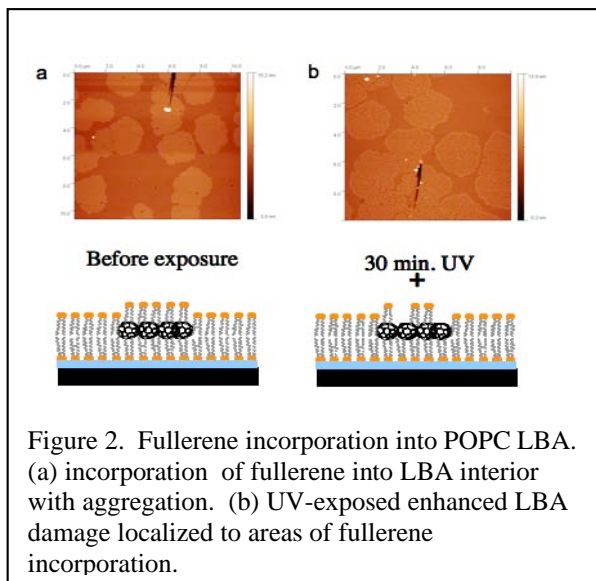 a
b
Before exposure
30 min. UV
+
Figure 2. Fullerene incorporation into POPC LBA.
(a) incorporation of fullerene into LBA interior
with aggregation. (b) UV-exposed enhanced LBA
damage localized to areas of fullerene
incorporation.